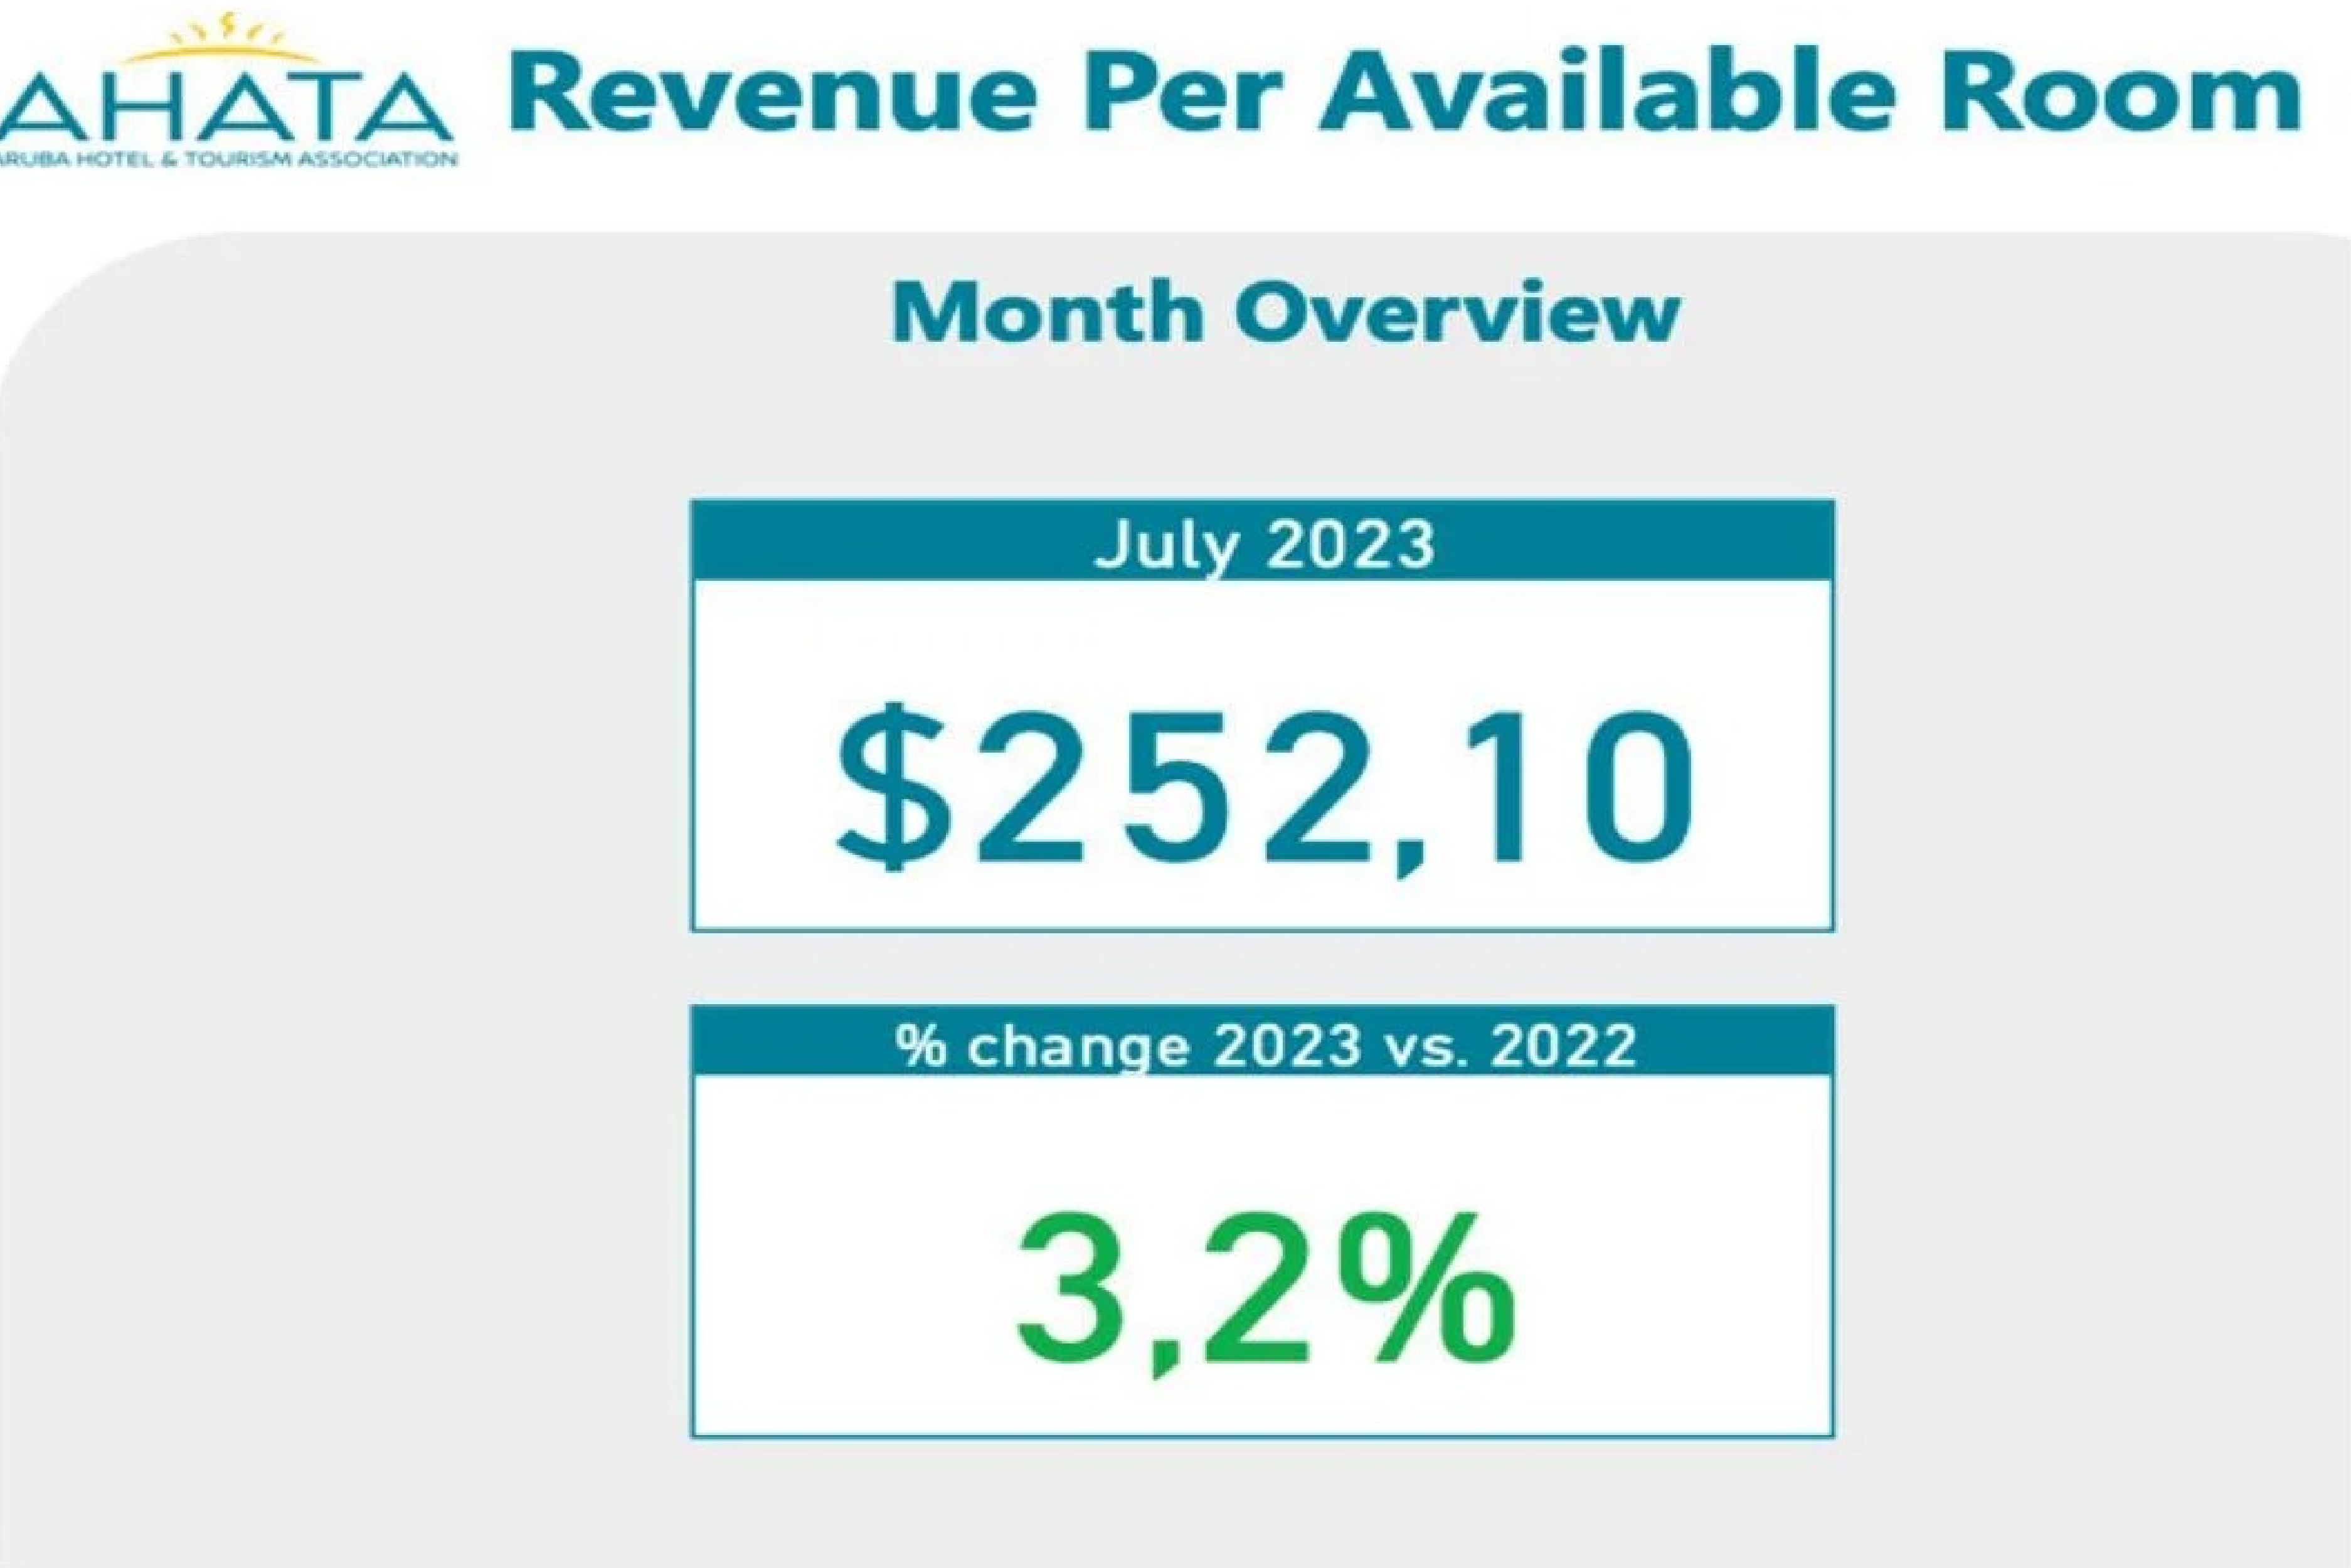 AHATA
ARUBA HOTEL & TOURISM ASSOCIATION
Revenue Per Available Room
Month Overview
July 2023
$252,10
% change 2023 vs. 2022
3,2%